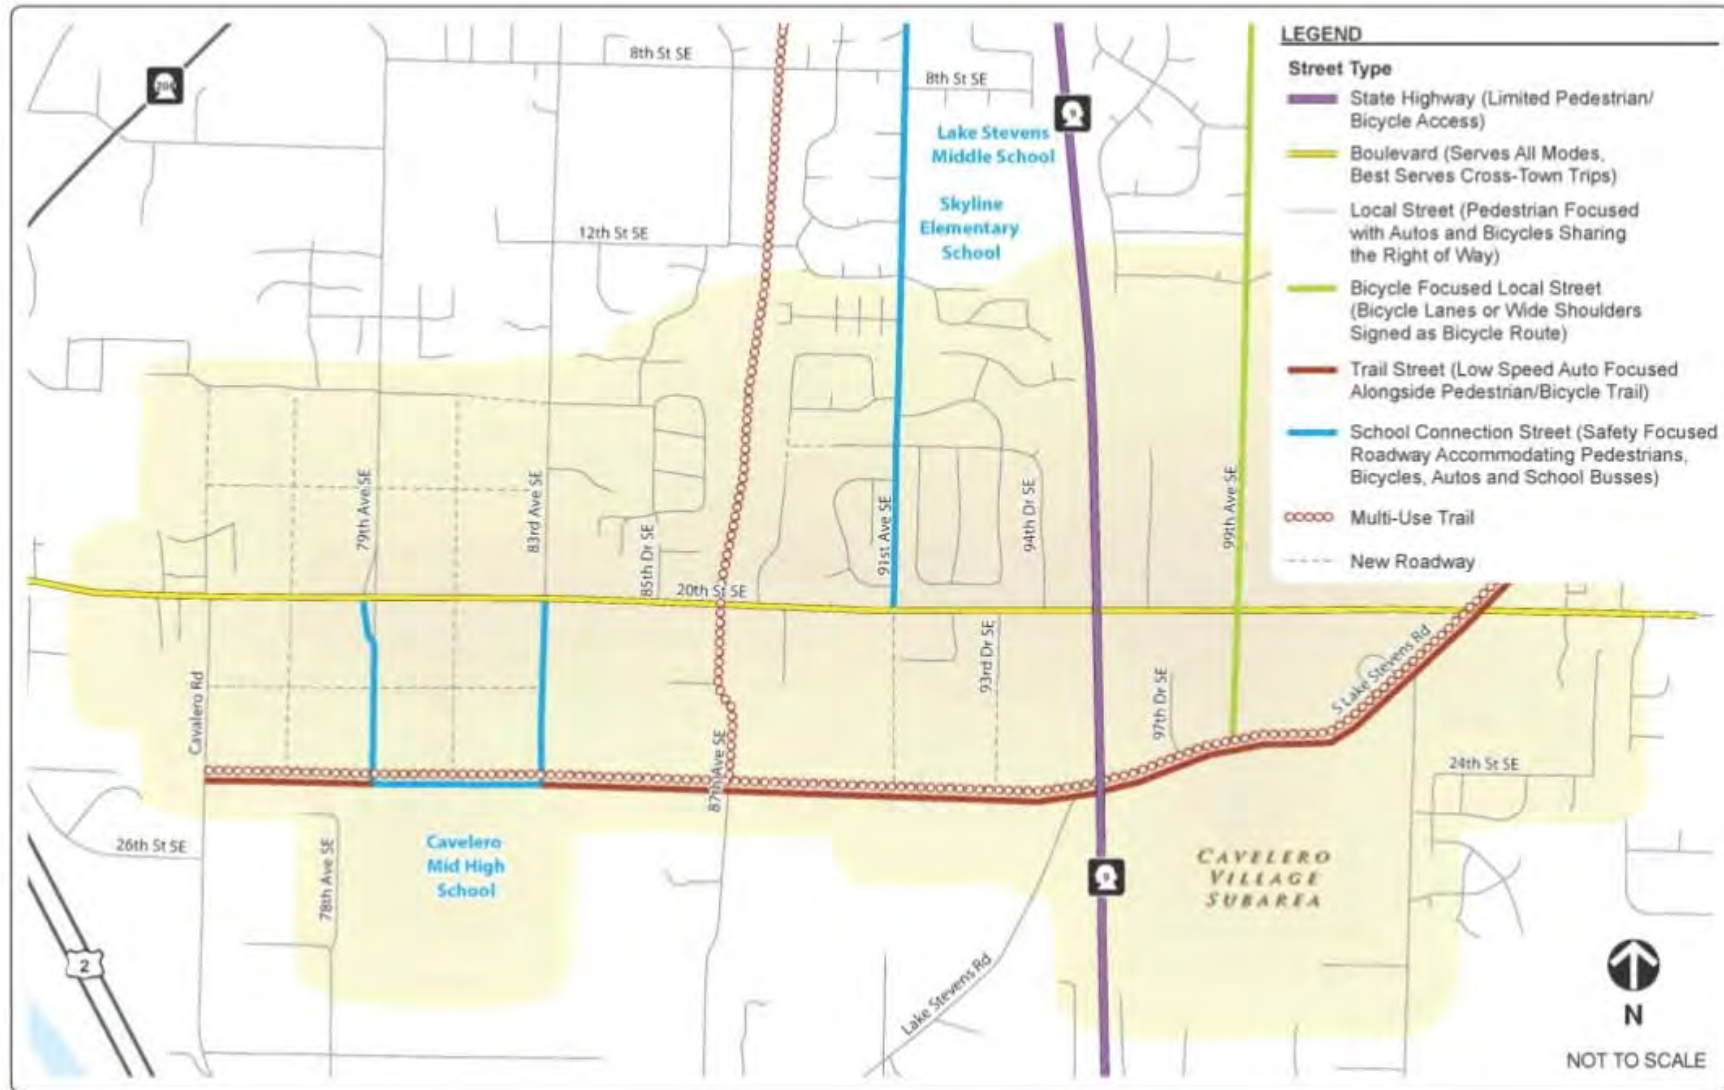 LEGEND
Street Type
State Highway (Limited Pedestrian/
Bicycle Access)
Boulevard (Serves All Modes,
Best Serves Cross-Town Trips)
Local Street (Pedestrian Focused
with Autos and Bicycles Sharing
the Right of Way)
Bicycle Focused Local Street
(Bicycle Lanes or Wide Shoulders
Signed as Bicycle Route)
Trail Street (Low Speed Auto Focused
Alongside Pedestrian/Bicycle Trail)
School Connection Street (Safety Focused
Roadway Accommodating Pedestrians,
Bicycles, Autos and School Busses)
Multi-Use Trail
New Roadway
204
8th St SE
8th St SE
9
Lake Stevens
Middle School
Skyline
Elementary
School
12th St SE
79th Ave SE
83rd Ave SE
85th Dr SE
91st Ave SE
94th Dr SE
99th Ave SE
20th St SE
Cavalero Rd
93rd Dr SE
97th Dr SE
S Lake Stevens Rd
87th Ave SE
24th St SE
26th St SE
78th Ave SE
Cavelero
Mid High
School
CAVELERO
VILLAGE
SUBAREA
9
2
Lake Stevens Rd
N
NOT TO SCALE